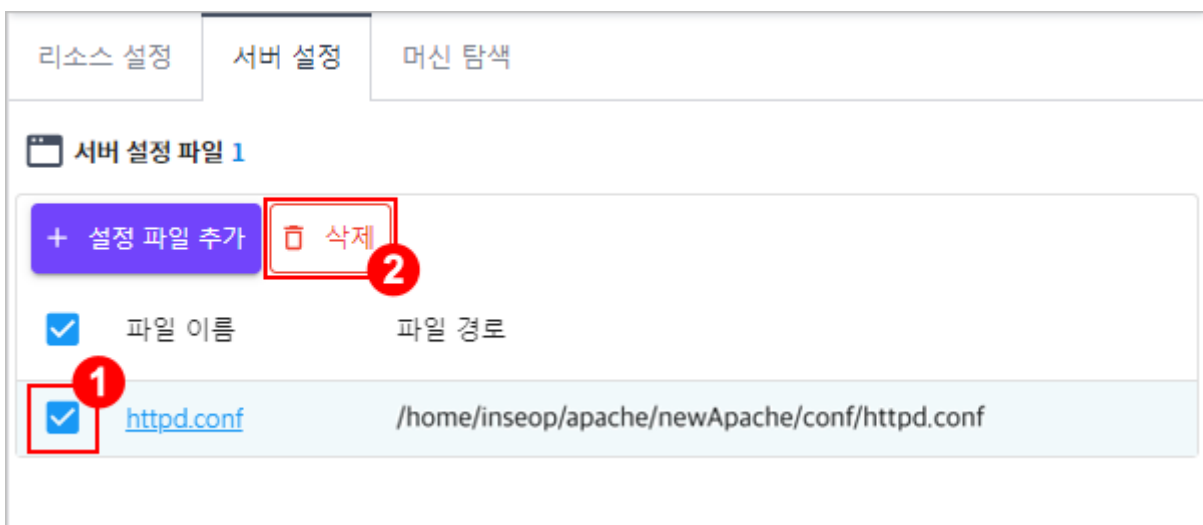 리소스 설정 서버 설정 머신 탐색
서버 설정 파일 1
+ 설정 파일 추가 삭제
2
파일 이름 파일 경로
1
httpd.conf /home/inseop/apache/newApache/conf/httpd.conf